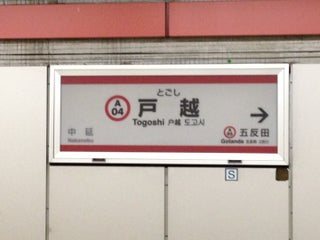 とごし
A
04
戸越
Togoshi 戸越 도고시
中延
Nakanobu
五反田
Gotanda
S